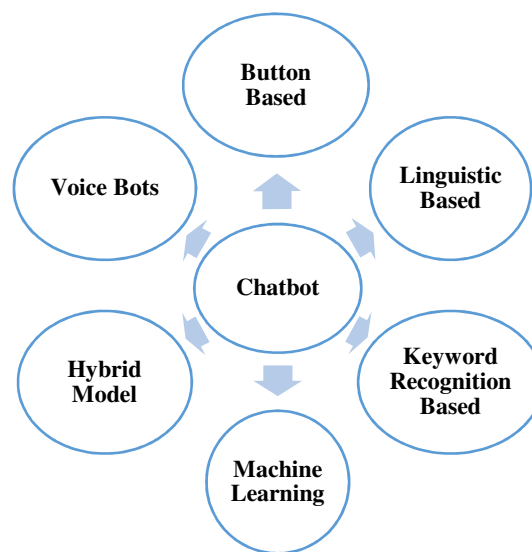 Button
Based
Voice Bots
Linguistic
Based
Chatbot
Hybrid
Model
Keyword
Recognition
Based
Machine
Learning